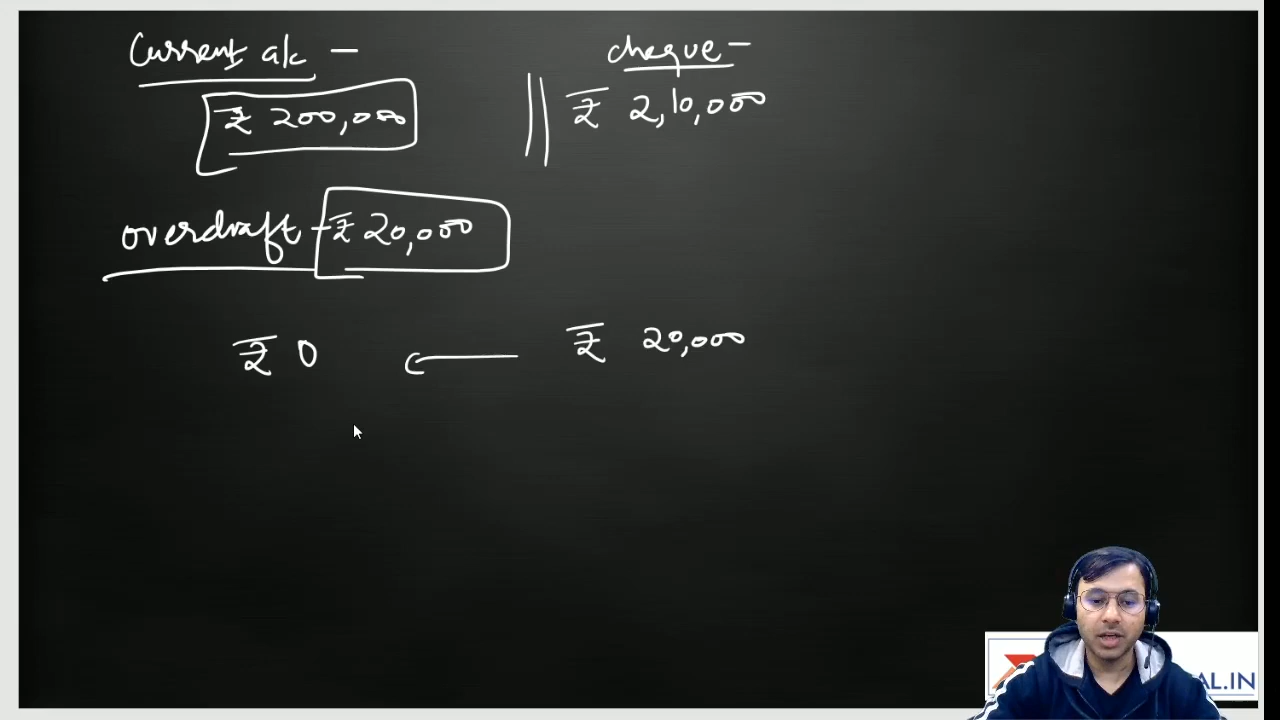 Current a/c -
cheque -
₹ 200,000
₹ 2,10,000
overdraft - ₹ 20,000
₹ 0
₹ 20,000
AL.IN